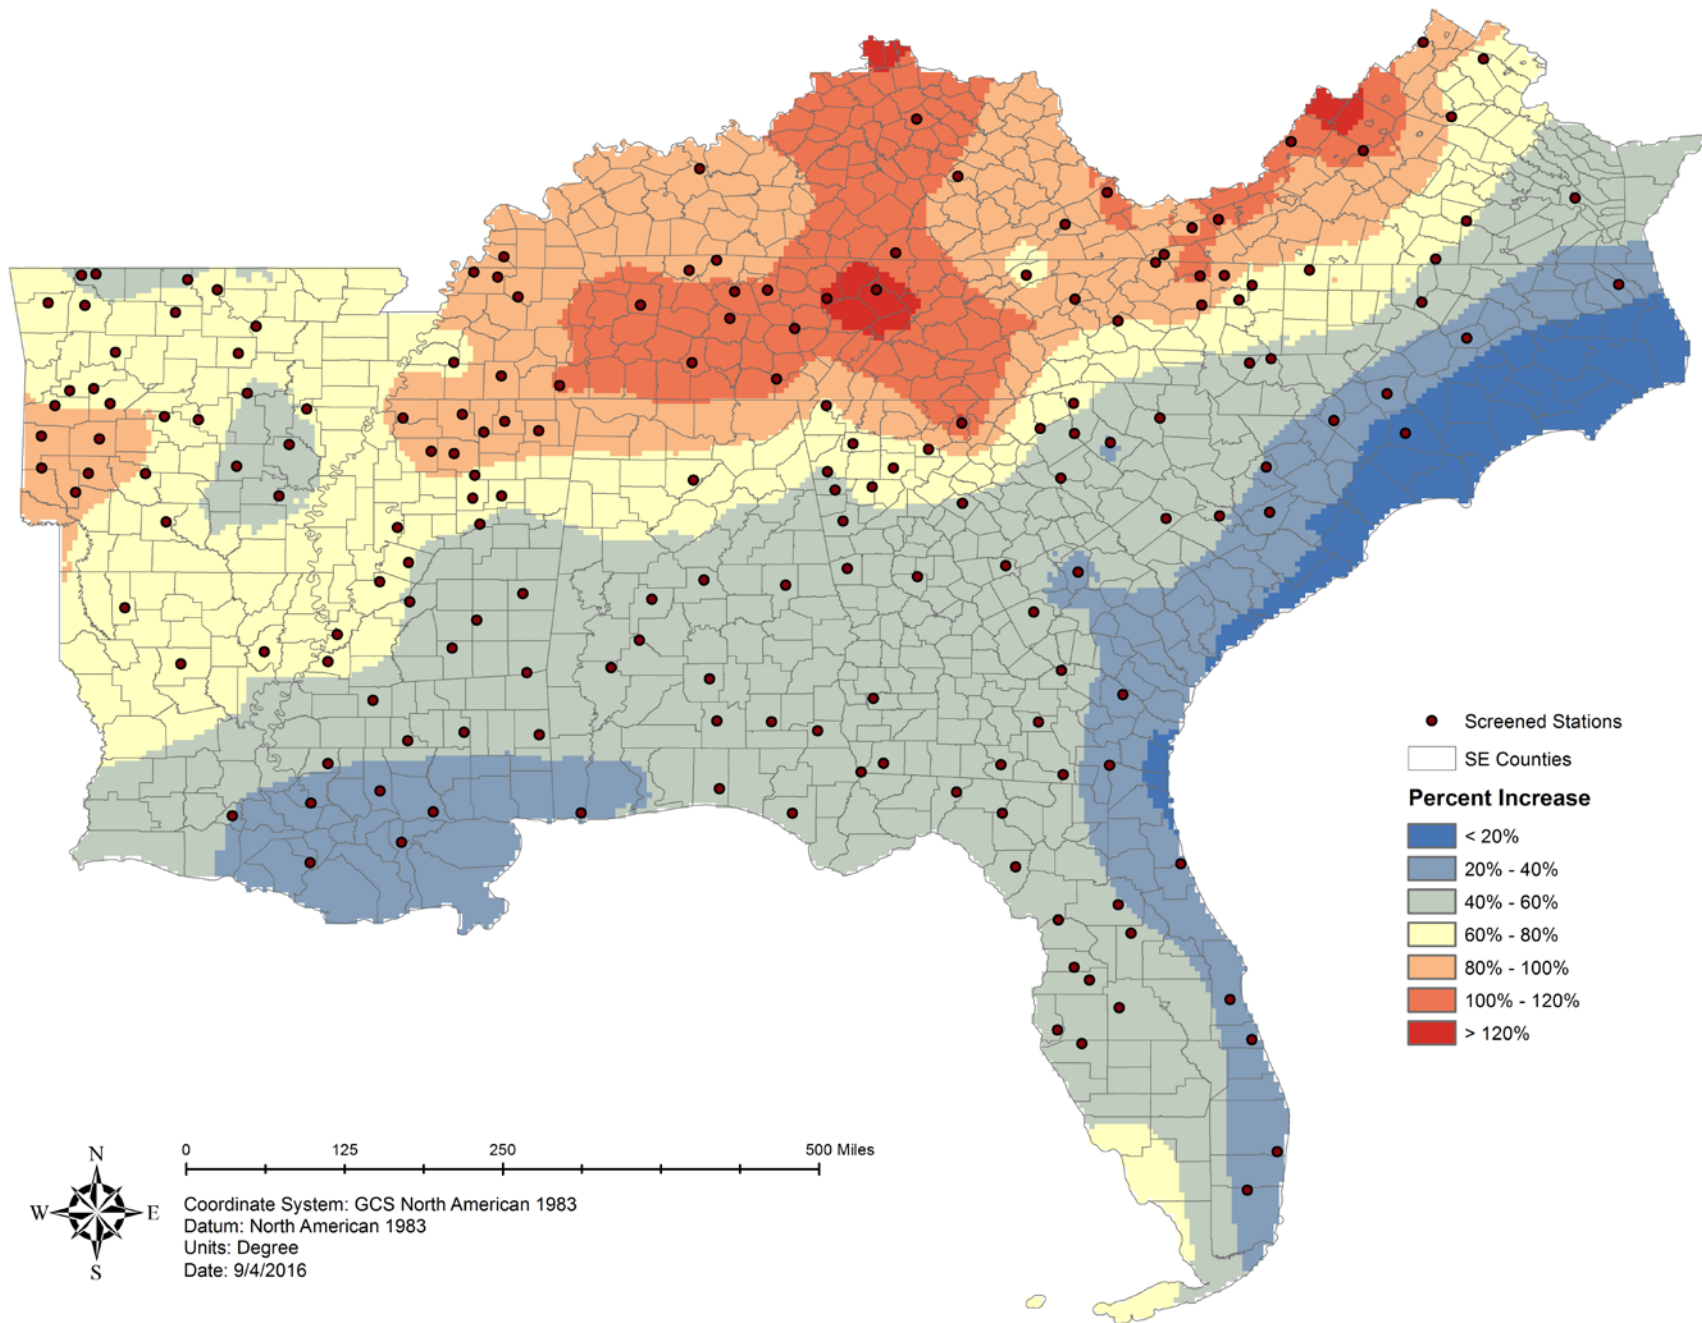 Screened Stations
SE Counties
Percent Increase
< 20%
20% - 40%
40% - 60%
60% - 80%
80% - 100%
100% - 120%
> 120%
0 125 250 500 Miles
N
W E
S
Coordinate System: GCS North American 1983
Datum: North American 1983
Units: Degree
Date: 9/4/2016